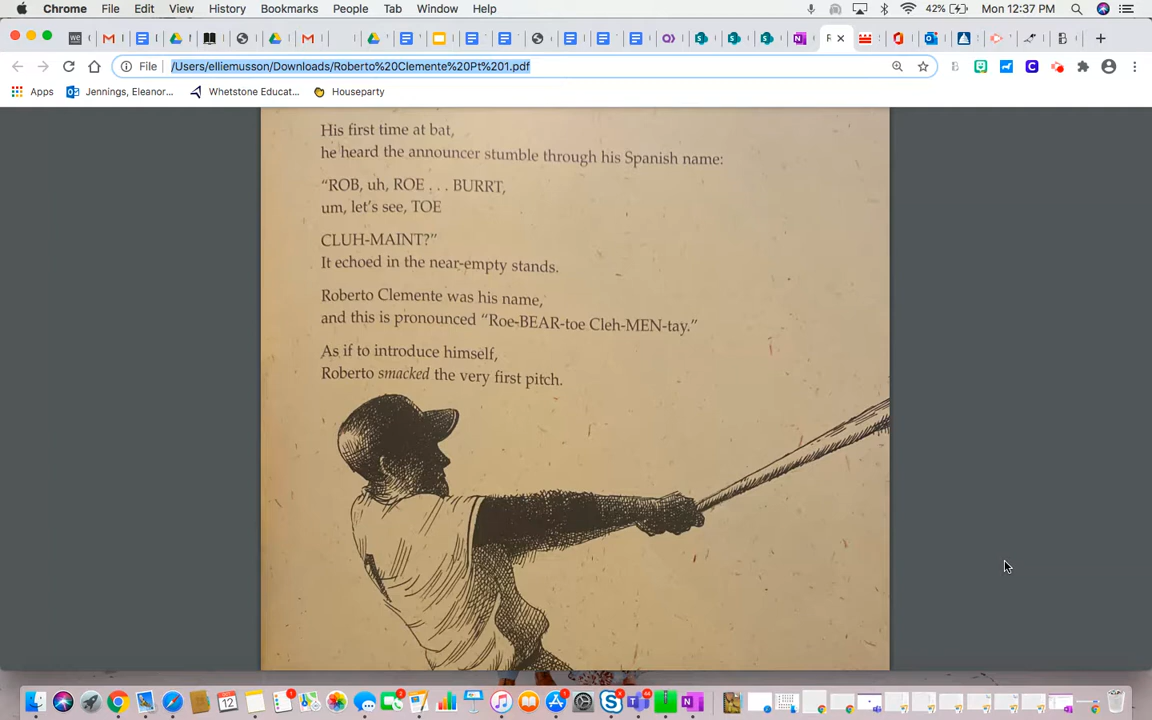 Chrome File Edit View History Bookmarks People Tab Window Help 42% Mon 12:37 PM
File /Users/elliemusson/Downloads/Roberto%20Clemente%20Pt%201.pdf
Apps Jennings, Eleanor... Whetstone Educat... Houseparty
His first time at bat,
he heard the announcer stumble through his Spanish name:
“ROB, uh, ROE . . . BURRT,
um, let’s see, TOE
CLUH-MAINT?”
It echoed in the near-empty stands.
Roberto Clemente was his name,
and this is pronounced “Roe-BEAR-toe Cleh-MEN-tay.”
As if to introduce himself,
Roberto smacked the very first pitch.